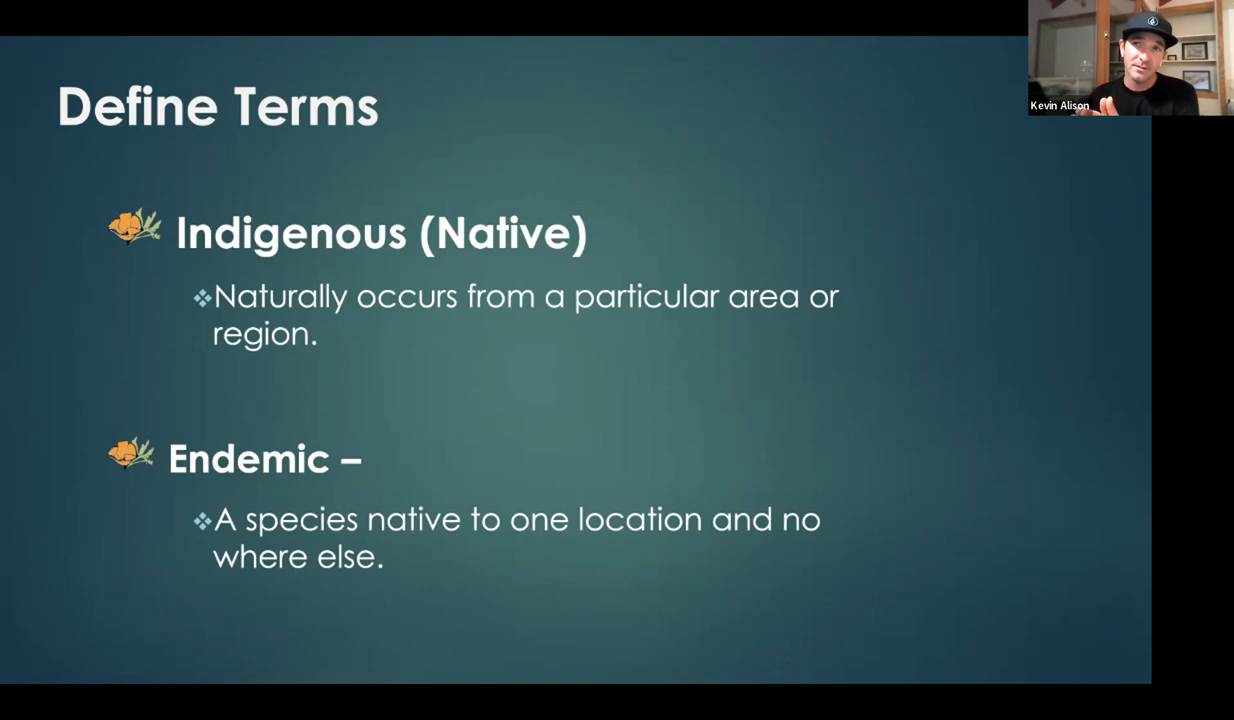 Define Terms
Kevin Alison
Indigenous (Native)
Naturally occurs from a particular area or
region.
Endemic –
A species native to one location and no
where else.